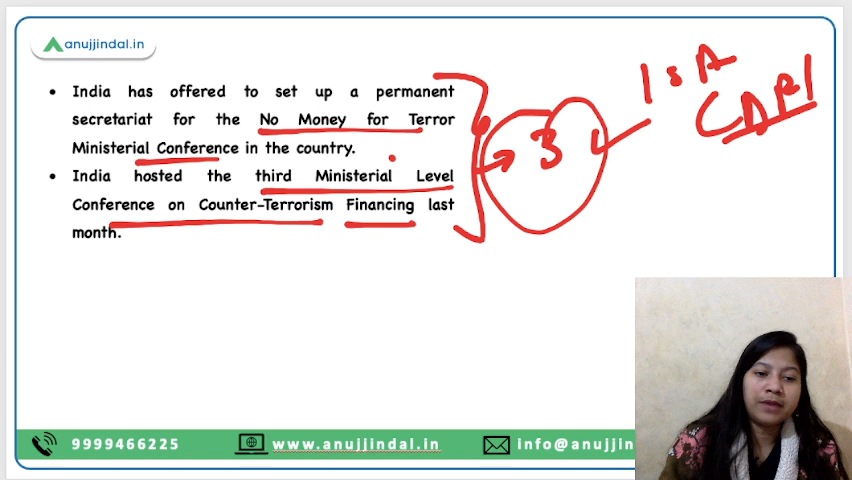 anujjindal.in
India has offered to set up a permanent
secretariat for the No Money for Terror
Ministerial Conference in the country.
India hosted the third Ministerial Level
Conference on Counter-Terrorism Financing last
month.
3
ISA
CDRI
9999466225
www.anujjindal.in
info@anujjin